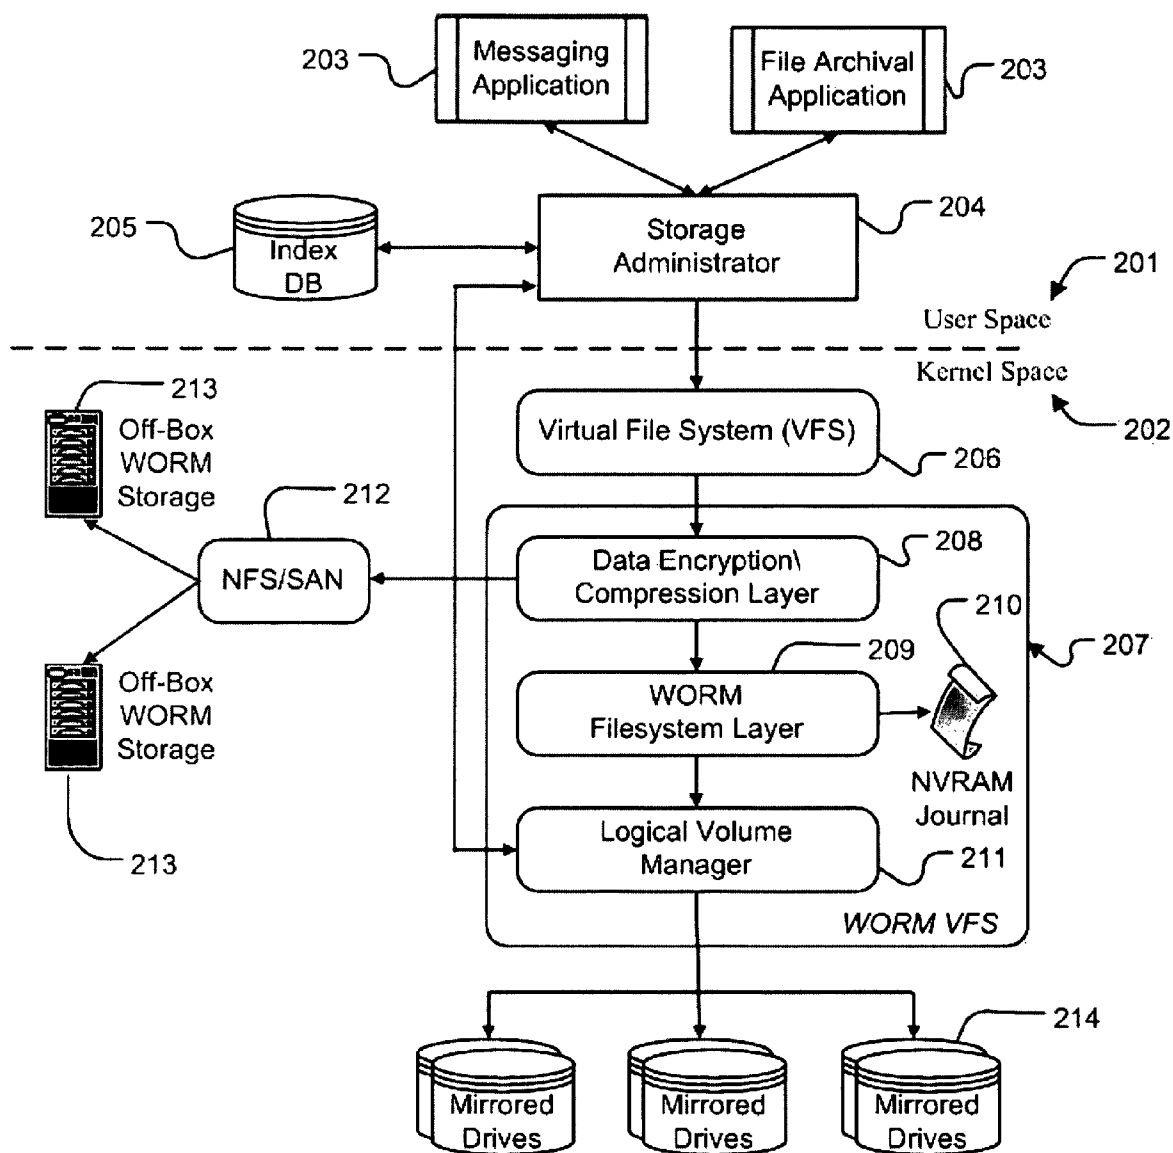 203
Messaging
Application
File Archival
Application
203
205
Index
DB
Storage
Administrator
204
201
User Space
Kernel Space
202
213
Off-Box
WORM
Storage
Virtual File System (VFS)
206
212
NFS/SAN
Data Encryption\
Compression Layer
208
210
207
209
Off-Box
WORM
Storage
WORM
Filesystem Layer
NVRAM
Journal
213
Logical Volume
Manager
211
WORM VFS
214
Mirrored
Drives
Mirrored
Drives
Mirrored
Drives